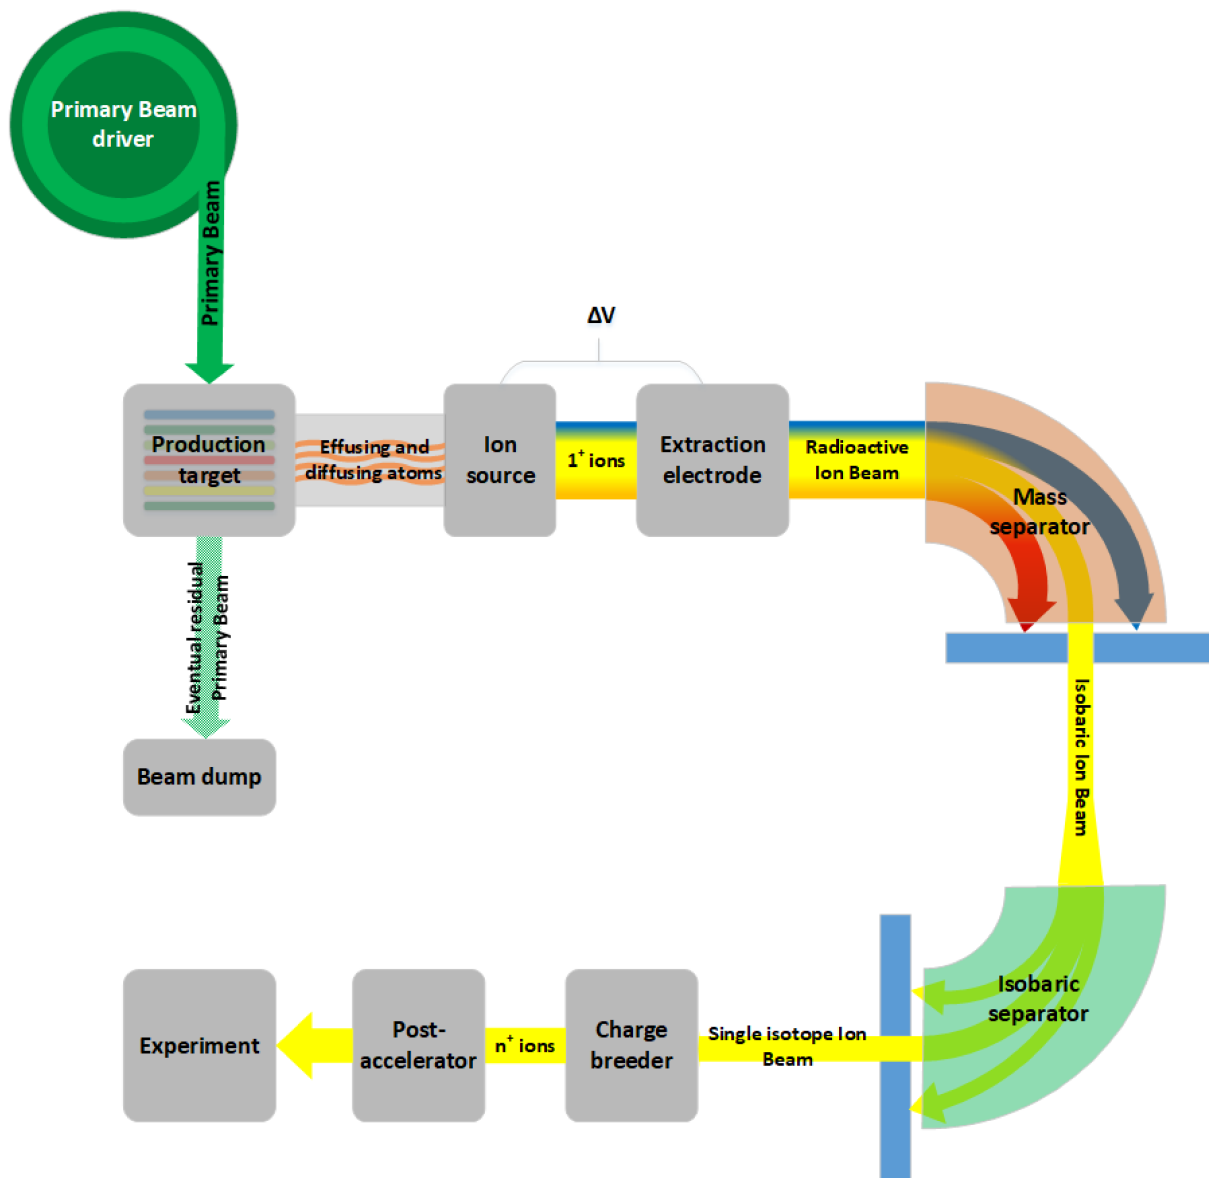 Primary Beam
driver
Primary Beam
ΔV
Production
target
Effusing and
diffusing atoms
Ion
source
1⁺ ions
Extraction
electrode
Radioactive
Ion Beam
Mass
separator
Eventual residual
Primary Beam
Beam dump
Isobaric Ion Beam
Isobaric
separator
Single isotope Ion
Beam
Charge
breeder
n⁺ ions
Post-
accelerator
Experiment